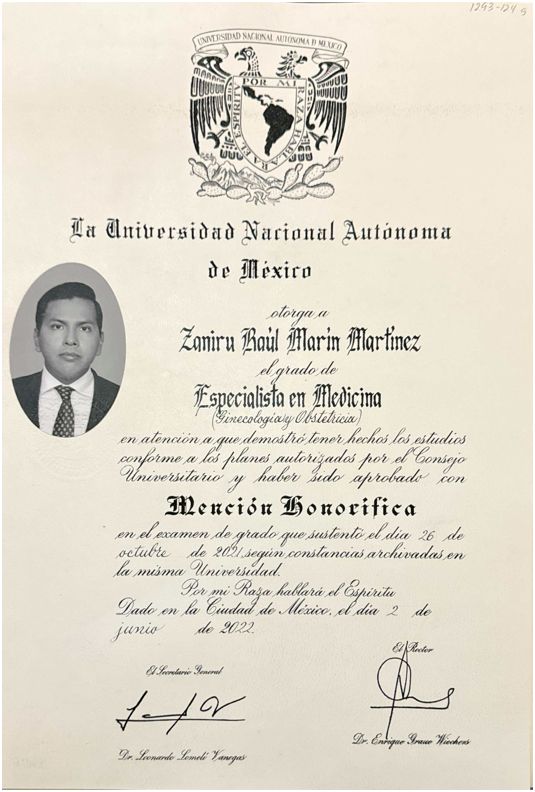 1293-124
UNIVERSIDAD NACIONAL AUTÓNOMA D MEXICO
POR MI RAZA HABLARA EL ESPIRITU
La Universidad Nacional Autónoma
de México
otorga a
Zaniru Raúl Marín Martínez
el grado de
Especialista en Medicina
(Ginecología y Obstetricia)
en atención a que demostró tener hechos los estudios
conforme a los planes autorizados por el Consejo
Universitario y haber sido aprobado con
Mención Honorífica
en el examen de grado que sustentó el día 26 de
octubre de 2021, según constancias archivadas en
la misma Universidad.
Por mi Raza hablará el Espíritu
Dado en la Ciudad de México, el día 2 de
junio de 2022.
El Secretario General
El Rector
Dr. Leonardo Lomelí Vanegas
Dr. Enrique Graue Wiechers